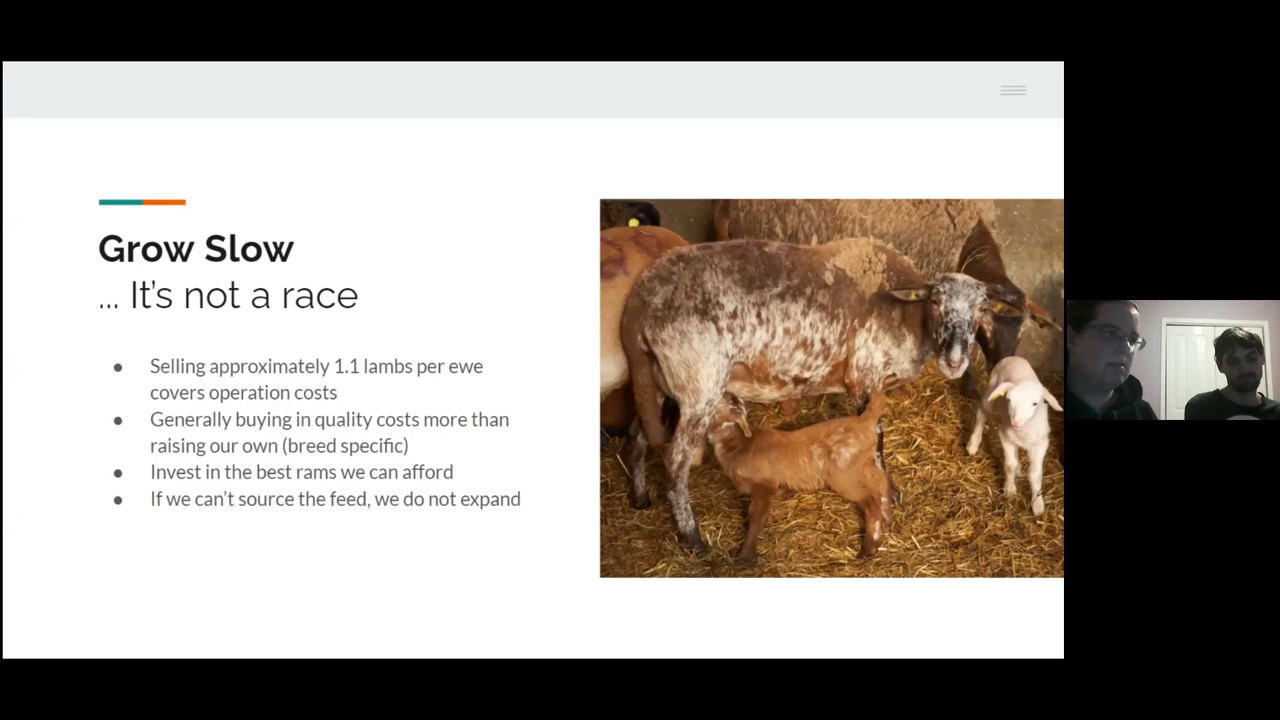 Grow Slow
... It's not a race
● Selling approximately 1.1 lambs per ewe
covers operation costs
● Generally buying in quality costs more than
raising our own (breed specific)
● Invest in the best rams we can afford
● If we can't source the feed, we do not expand